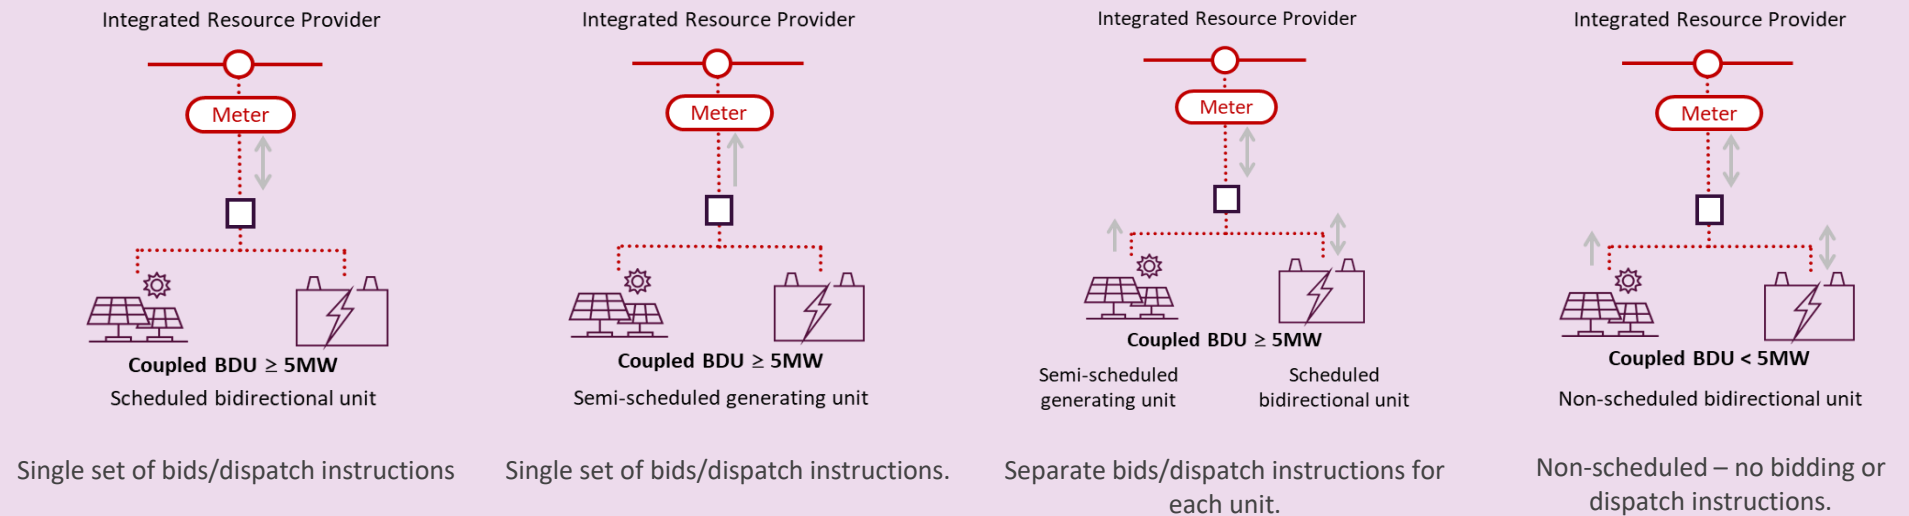 Integrated Resource Provider
Meter
Coupled BDU ≥ 5MW
Scheduled bidirectional unit
Single set of bids/dispatch instructions
Integrated Resource Provider
Meter
Coupled BDU ≥ 5MW
Semi-scheduled generating unit
Single set of bids/dispatch instructions.
Integrated Resource Provider
Meter
Coupled BDU ≥ 5MW
Semi-scheduled
generating unit
Scheduled
bidirectional unit
Separate bids/dispatch instructions for
each unit.
Integrated Resource Provider
Meter
Coupled BDU < 5MW
Non-scheduled bidirectional unit
Non-scheduled – no bidding or
dispatch instructions.